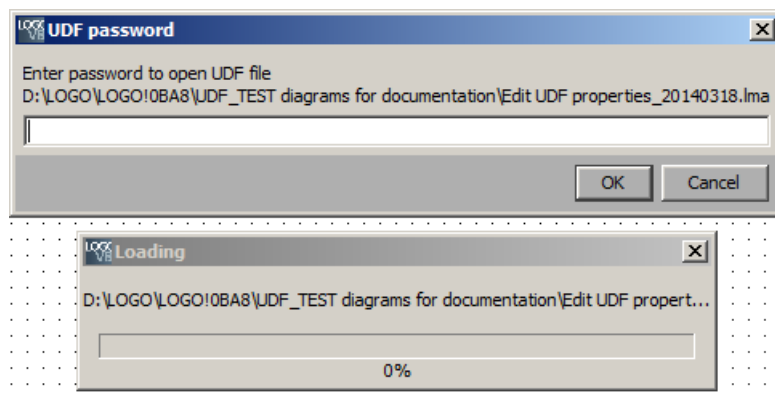 UDF password
Enter password to open UDF file
D:\LOGO\LOGO!0BA8\UDF_TEST diagrams for documentation\Edit UDF properties_20140318.lma
OK Cancel
Loading
D:\LOGO\LOGO!0BA8\UDF_TEST diagrams for documentation\Edit UDF propert...
0%